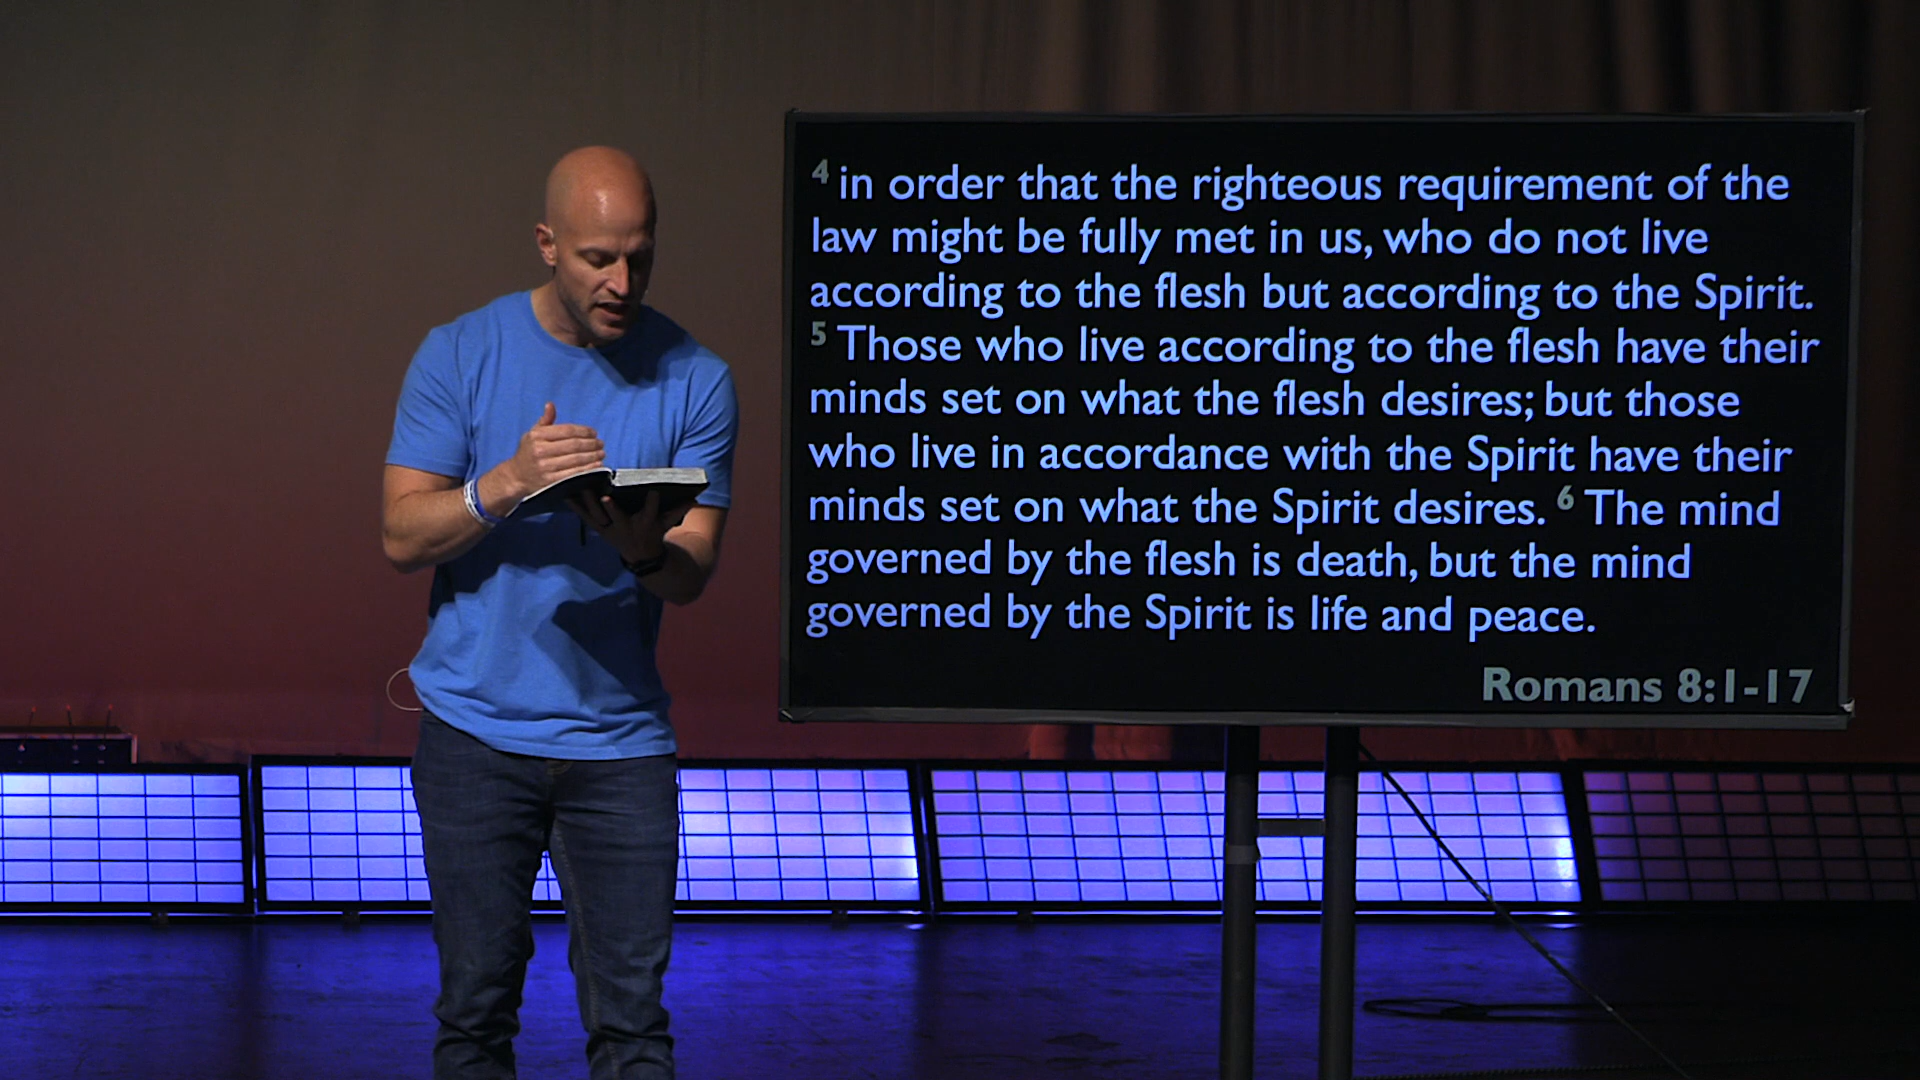 4 in order that the righteous requirement of the
law might be fully met in us, who do not live
according to the flesh but according to the Spirit.
5 Those who live according to the flesh have their
minds set on what the flesh desires; but those
who live in accordance with the Spirit have their
minds set on what the Spirit desires. 6 The mind
governed by the flesh is death, but the mind
governed by the Spirit is life and peace.
Romans 8:1-17